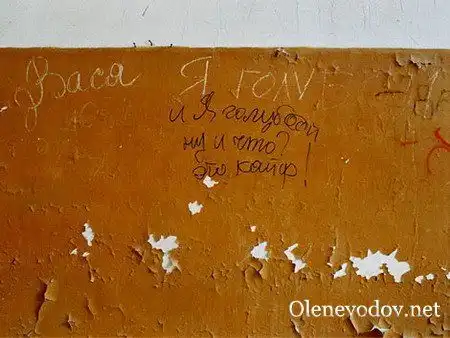 Вася Я ГОЛУ
и Я голубой
ну и что?
это кайф!
Olenevodov.net